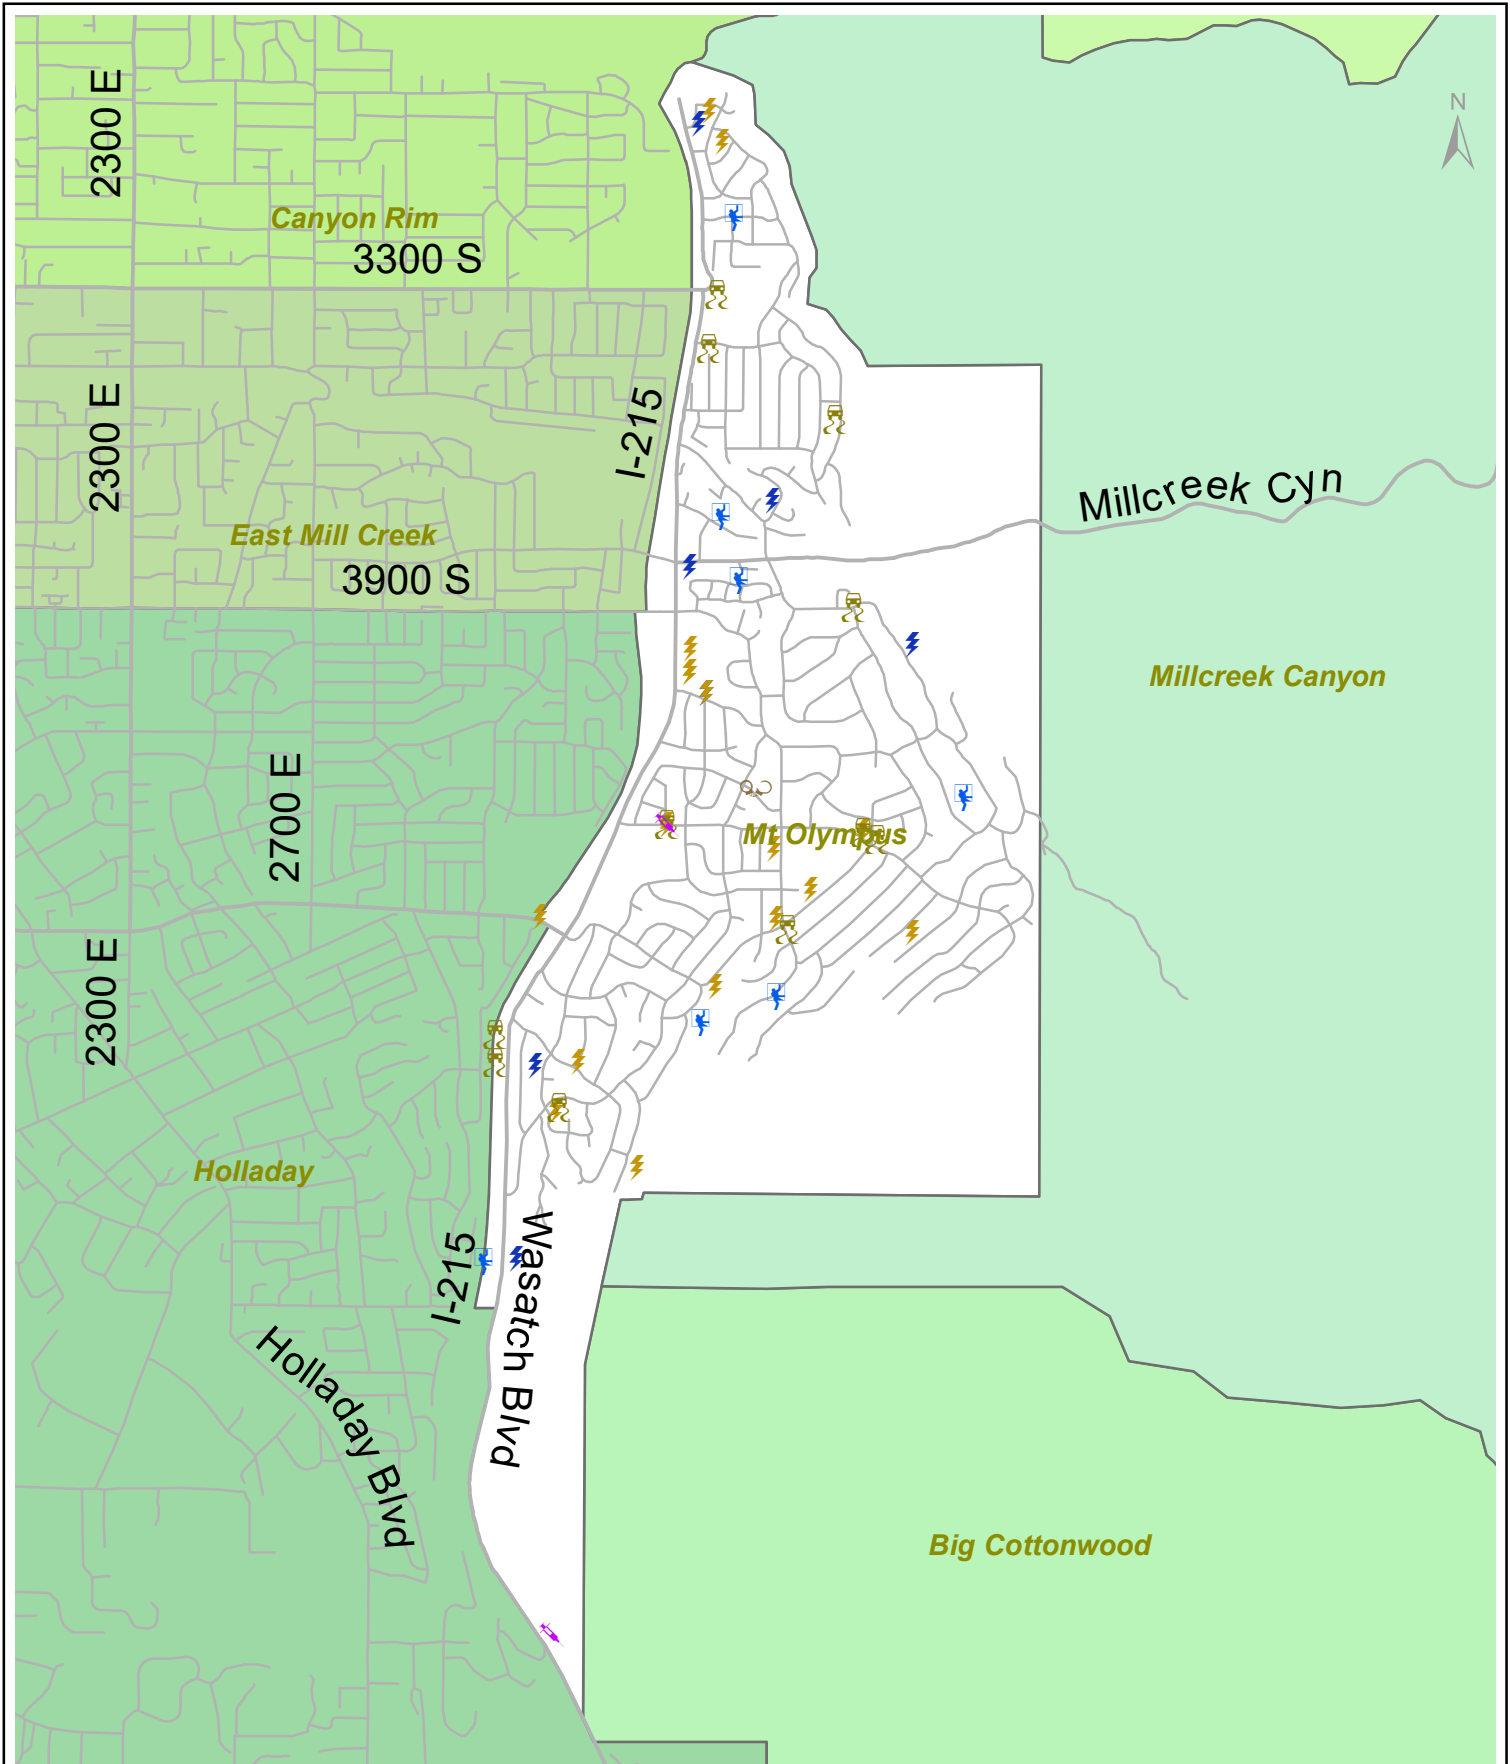 N
2300 E
Canyon Rim
3300 S
I-215
2300 E
Millcreek Cyn
East Mill Creek
3900 S
Millcreek Canyon
2700 E
Mt Olympus
2300 E
Holladay
I-215
Wasatch Blvd
Holladay Blvd
Big Cottonwood